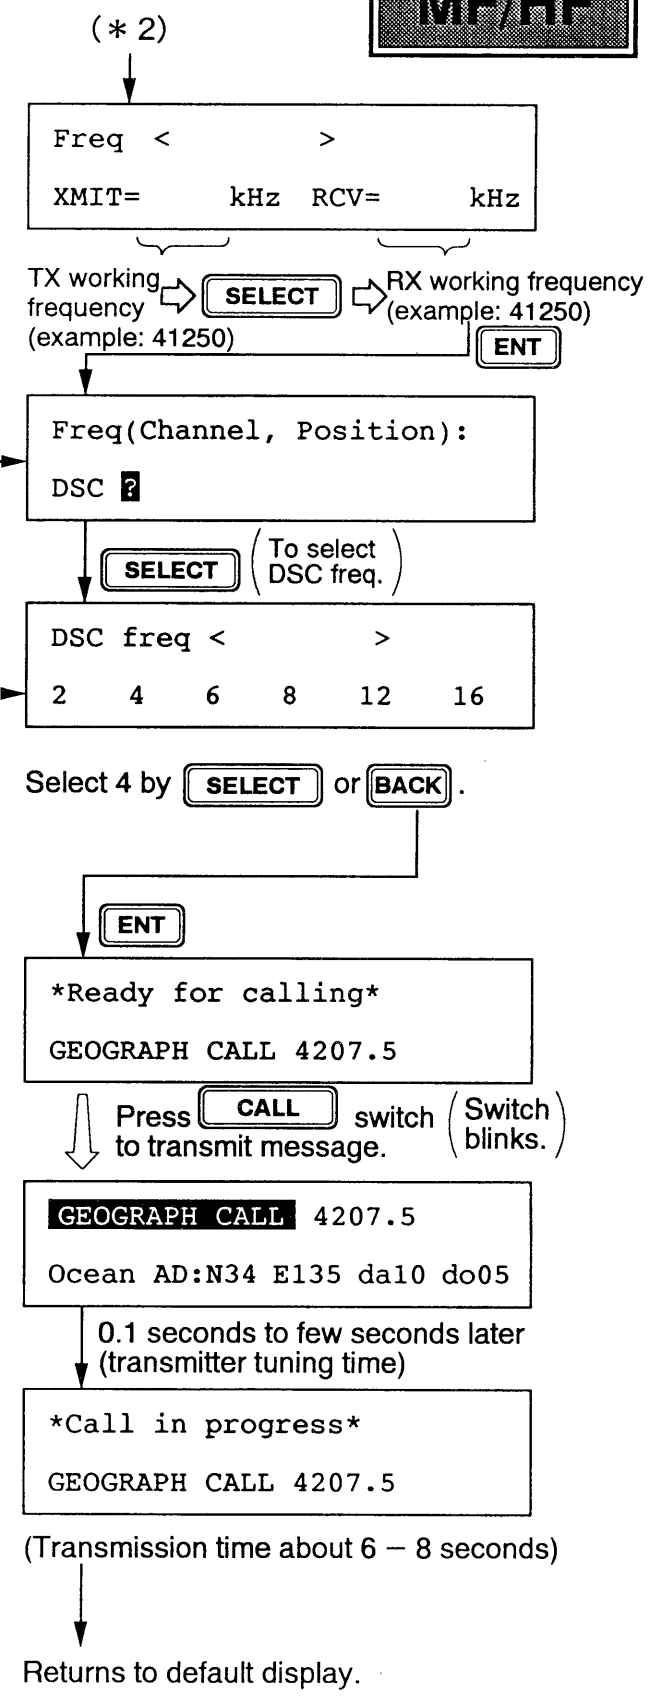 MF/HF
(* 2)
Freq < >
XMIT= kHz RCV= kHz
TX working frequency (example: 41250)
SELECT
RX working frequency (example: 41250)
ENT
Freq(Channel, Position):
DSC ?
SELECT
(To select DSC freq.)
DSC freq < >
2 4 6 8 12 16
Select 4 by SELECT or BACK.
ENT
*Ready for calling*
GEOGRAPH CALL 4207.5
Press CALL switch (Switch blinks.)
to transmit message.
GEOGRAPH CALL 4207.5
Ocean AD:N34 E135 da10 do05
0.1 seconds to few seconds later
(transmitter tuning time)
*Call in progress*
GEOGRAPH CALL 4207.5
(Transmission time about 6 – 8 seconds)
Returns to default display.